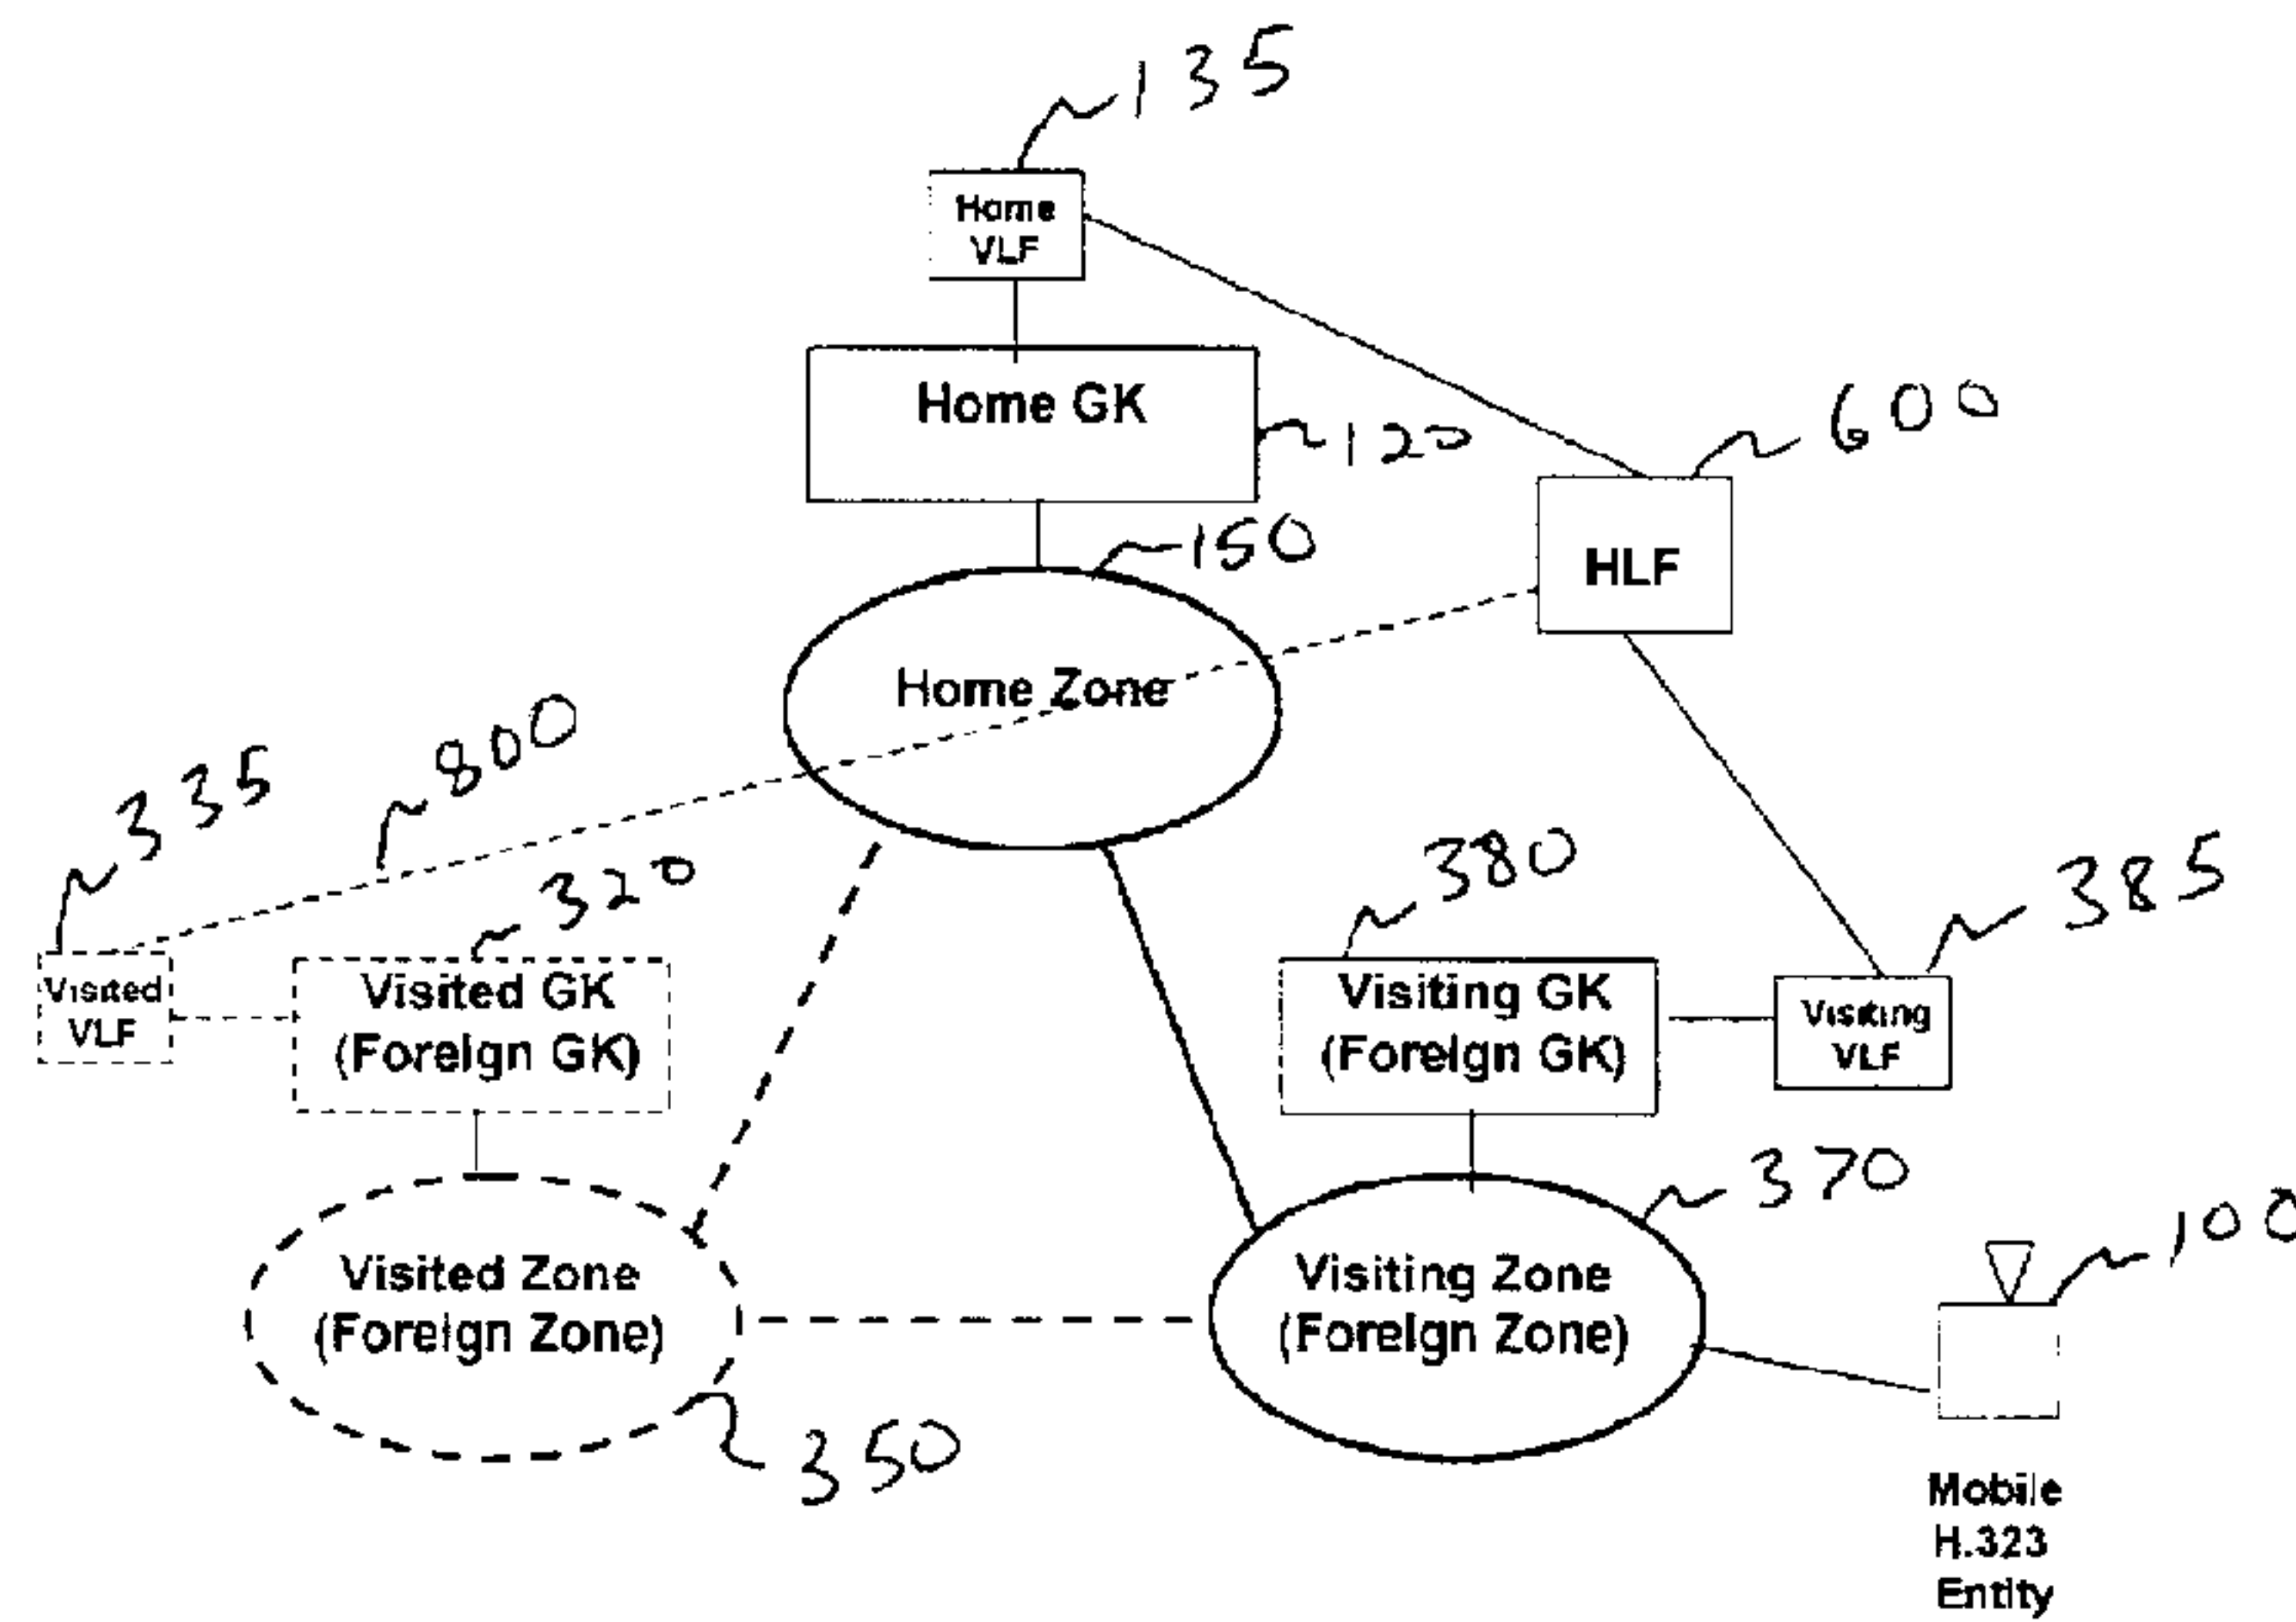 135
Home
VLF
Home GK
120
600
150
HLF
Home Zone
800
335
320
380
385
Visited
VLF
Visited GK
(Foreign GK)
Visiting GK
(Foreign GK)
Visiting
VLF
370
100
Visited Zone
(Foreign Zone)
Visiting Zone
(Foreign Zone)
350
Mobile
H.323
Entity